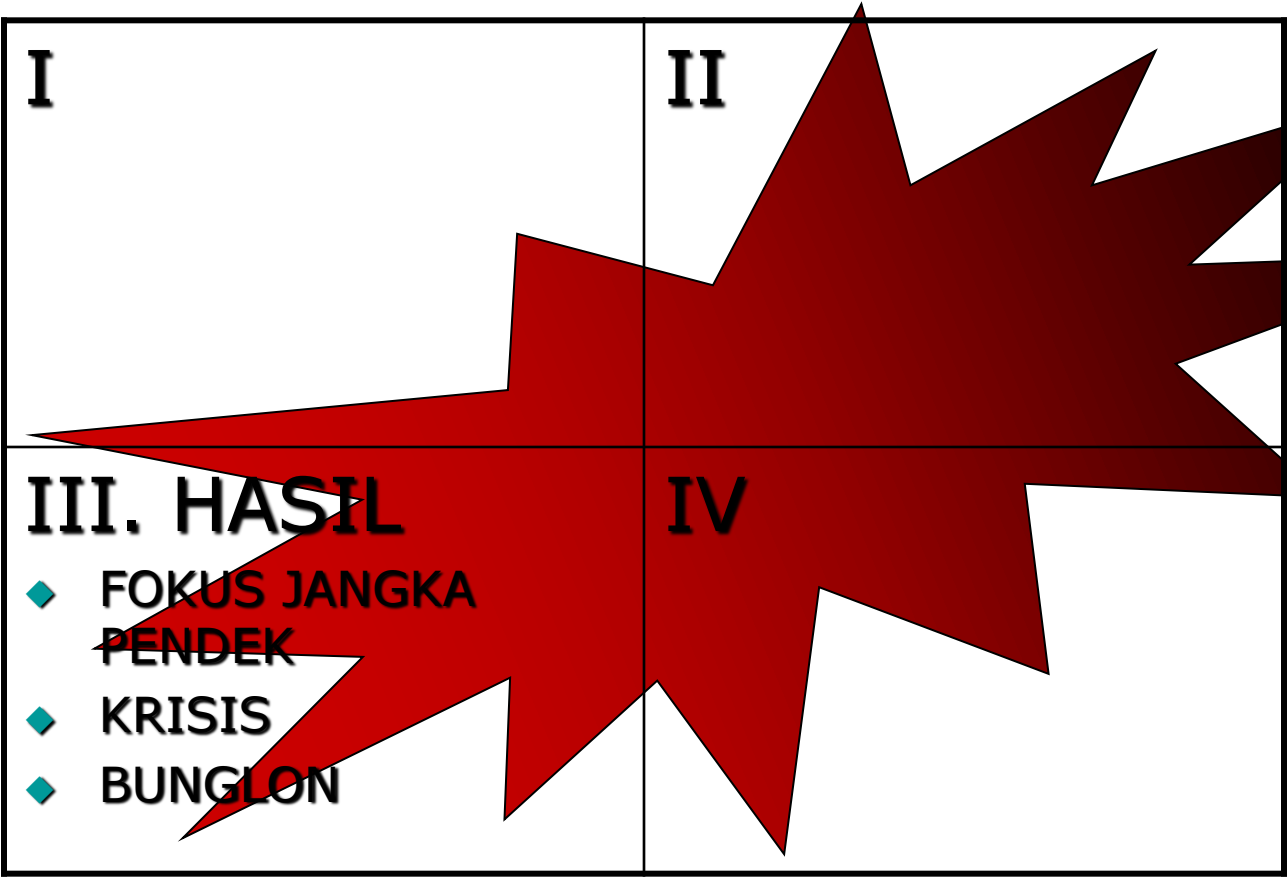 I
II
III. HASIL
FOKUS JANGKA
PENDEK
KRISIS
BUNGLON
IV